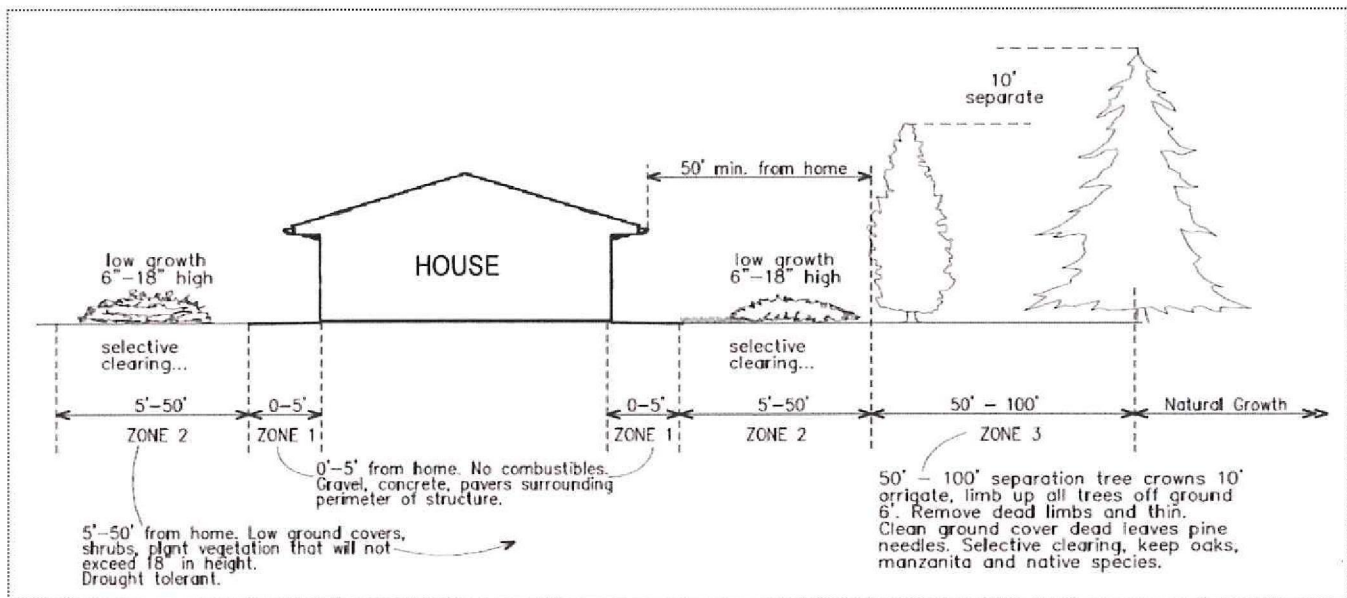 10'
separate
50' min. from home
low growth
6"-18" high
HOUSE
low growth
6"-18" high
selective
clearing...
selective
clearing...
5'-50'
0-5'
0-5'
5'-50'
50' - 100'
Natural Growth
ZONE 2
ZONE 1
ZONE 1
ZONE 2
ZONE 3
0'-5' from home. No combustibles.
Gravel, concrete, pavers surrounding
perimeter of structure.
5'-50' from home. Low ground covers,
shrubs, plant vegetation that will not
exceed 18" in height.
Drought tolerant.
50' - 100' separation tree crowns 10'
orrigate, limb up all trees off ground
6'. Remove dead limbs and thin.
Clean ground cover dead leaves pine
needles. Selective clearing, keep oaks,
manzanita and native species.